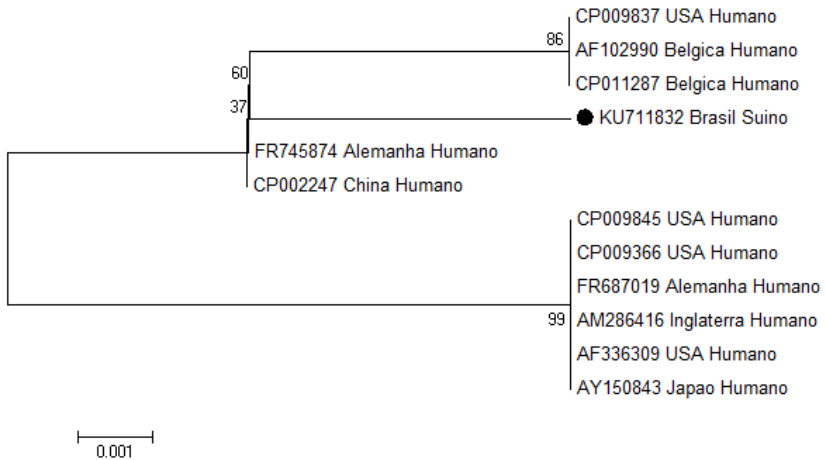 CP009837 USA Humano
86
AF102990 Belgica Humano
60
CP011287 Belgica Humano
37
KU711832 Brasil Suino
FR745874 Alemanha Humano
CP002247 China Humano
CP009845 USA Humano
CP009366 USA Humano
FR687019 Alemanha Humano
99
AM286416 Inglaterra Humano
AF336309 USA Humano
AY150843 Japao Humano
0.001